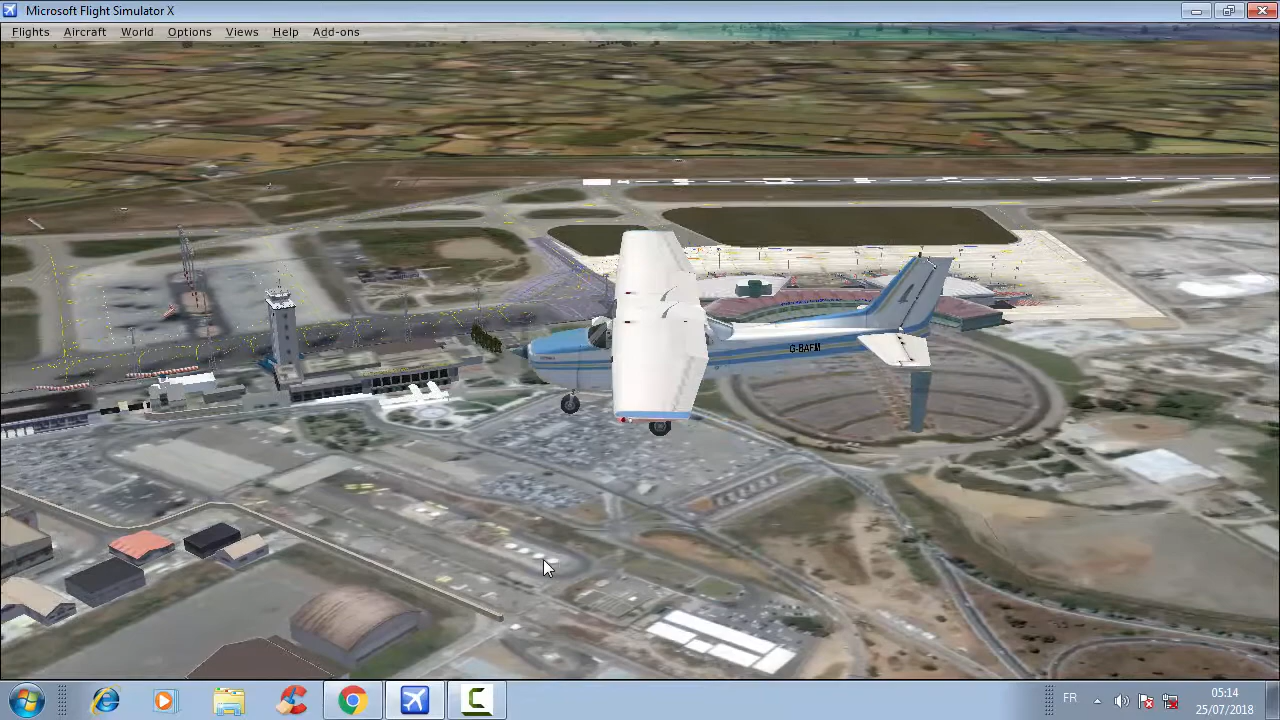 Microsoft Flight Simulator X
Flights Aircraft World Options Views Help Add-ons
G-BAFM
FR
05:14
25/07/2018